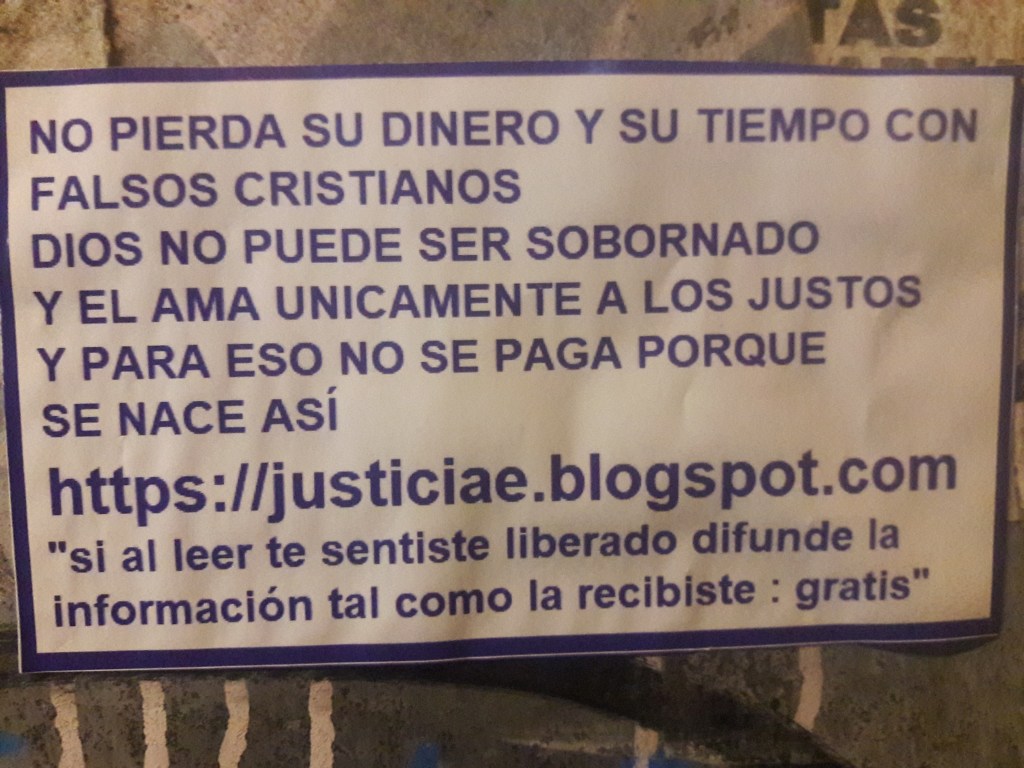 TAS
NO PIERDA SU DINERO Y SU TIEMPO CON
FALSOS CRISTIANOS
DIOS NO PUEDE SER SOBORNADO
Y EL AMA UNICAMENTE A LOS JUSTOS
Y PARA ESO NO SE PAGA PORQUE
SE NACE ASÍ
https://justiciae.blogspot.com
"si al leer te sentiste liberado difunde la
información tal como la recibiste : gratis"